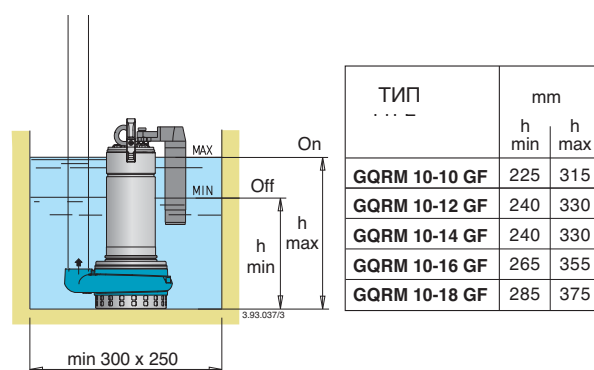 MAX
On
MIN
Off
h
max
h
min
3.93.037/3
min 300 x 250
ТИП
mm
h
min
h
max
GQRM 10-10 GF 225 315
GQRM 10-12 GF 240 330
GQRM 10-14 GF 240 330
GQRM 10-16 GF 265 355
GQRM 10-18 GF 285 375